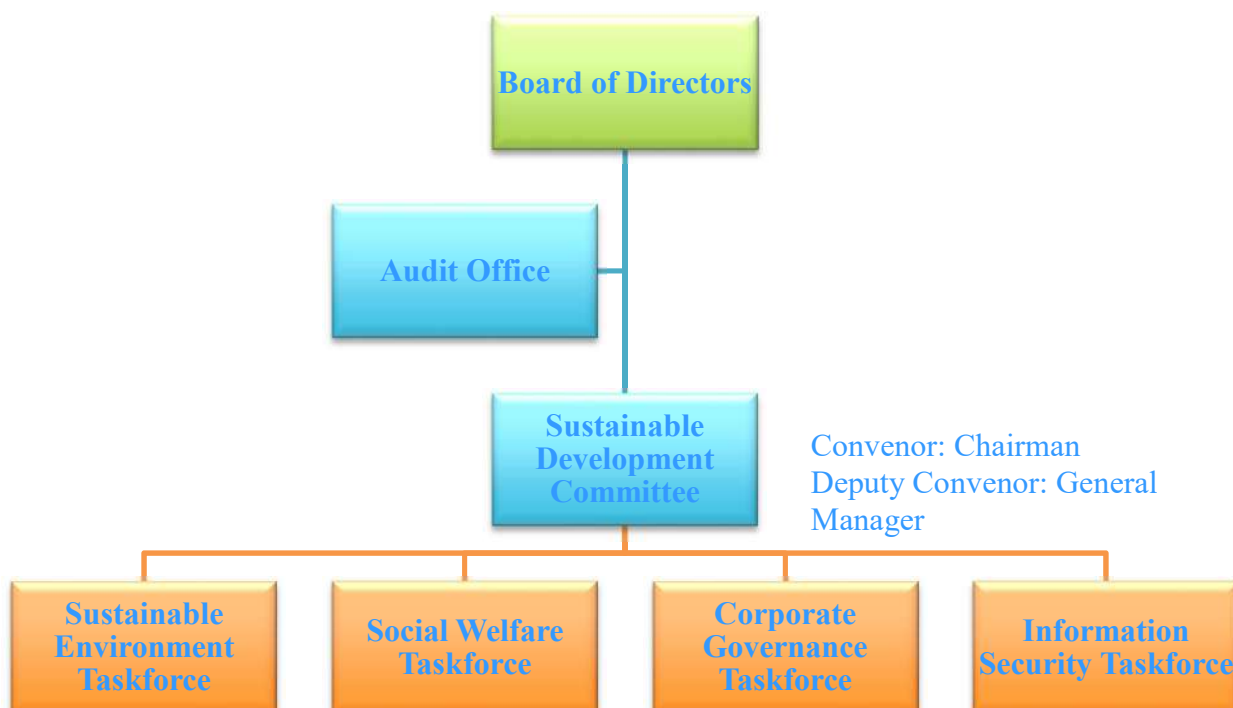 Board of Directors
Audit Office
Sustainable
Development
Committee
Convenor: Chairman
Deputy Convenor: General
Manager
Sustainable
Environment
Taskforce
Social Welfare
Taskforce
Corporate
Governance
Taskforce
Information
Security Taskforce